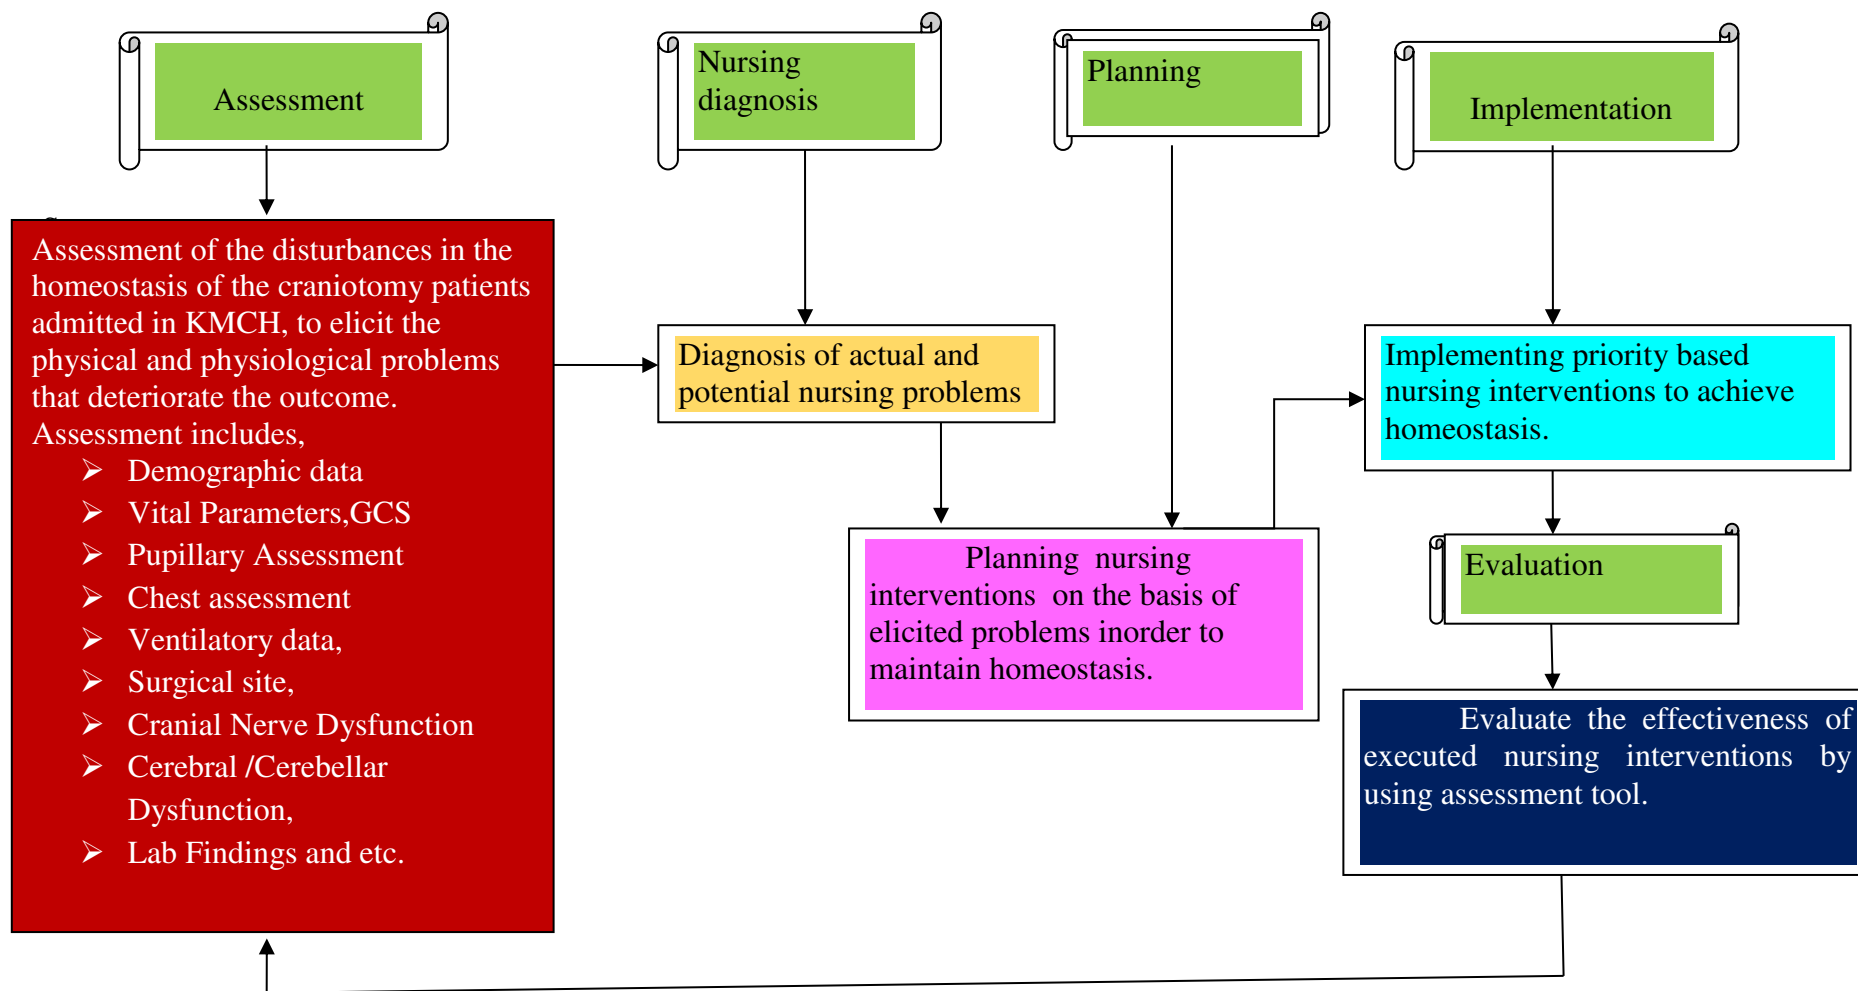 Assessment
Nursing
diagnosis
Planning
Implementation
Assessment of the disturbances in the
homeostasis of the craniotomy patients
admitted in KMCH, to elicit the
physical and physiological problems
that deteriorate the outcome.
Assessment includes,
➢ Demographic data
➢ Vital Parameters,GCS
➢ Pupillary Assessment
➢ Chest assessment
➢ Ventilatory data,
➢ Surgical site,
➢ Cranial Nerve Dysfunction
➢ Cerebral /Cerebellar
Dysfunction,
➢ Lab Findings and etc.
Diagnosis of actual and
potential nursing problems
Planning nursing
interventions on the basis of
elicited problems inorder to
maintain homeostasis.
Implementing priority based
nursing interventions to achieve
homeostasis.
Evaluation
Evaluate the effectiveness of
executed nursing interventions by
using assessment tool.